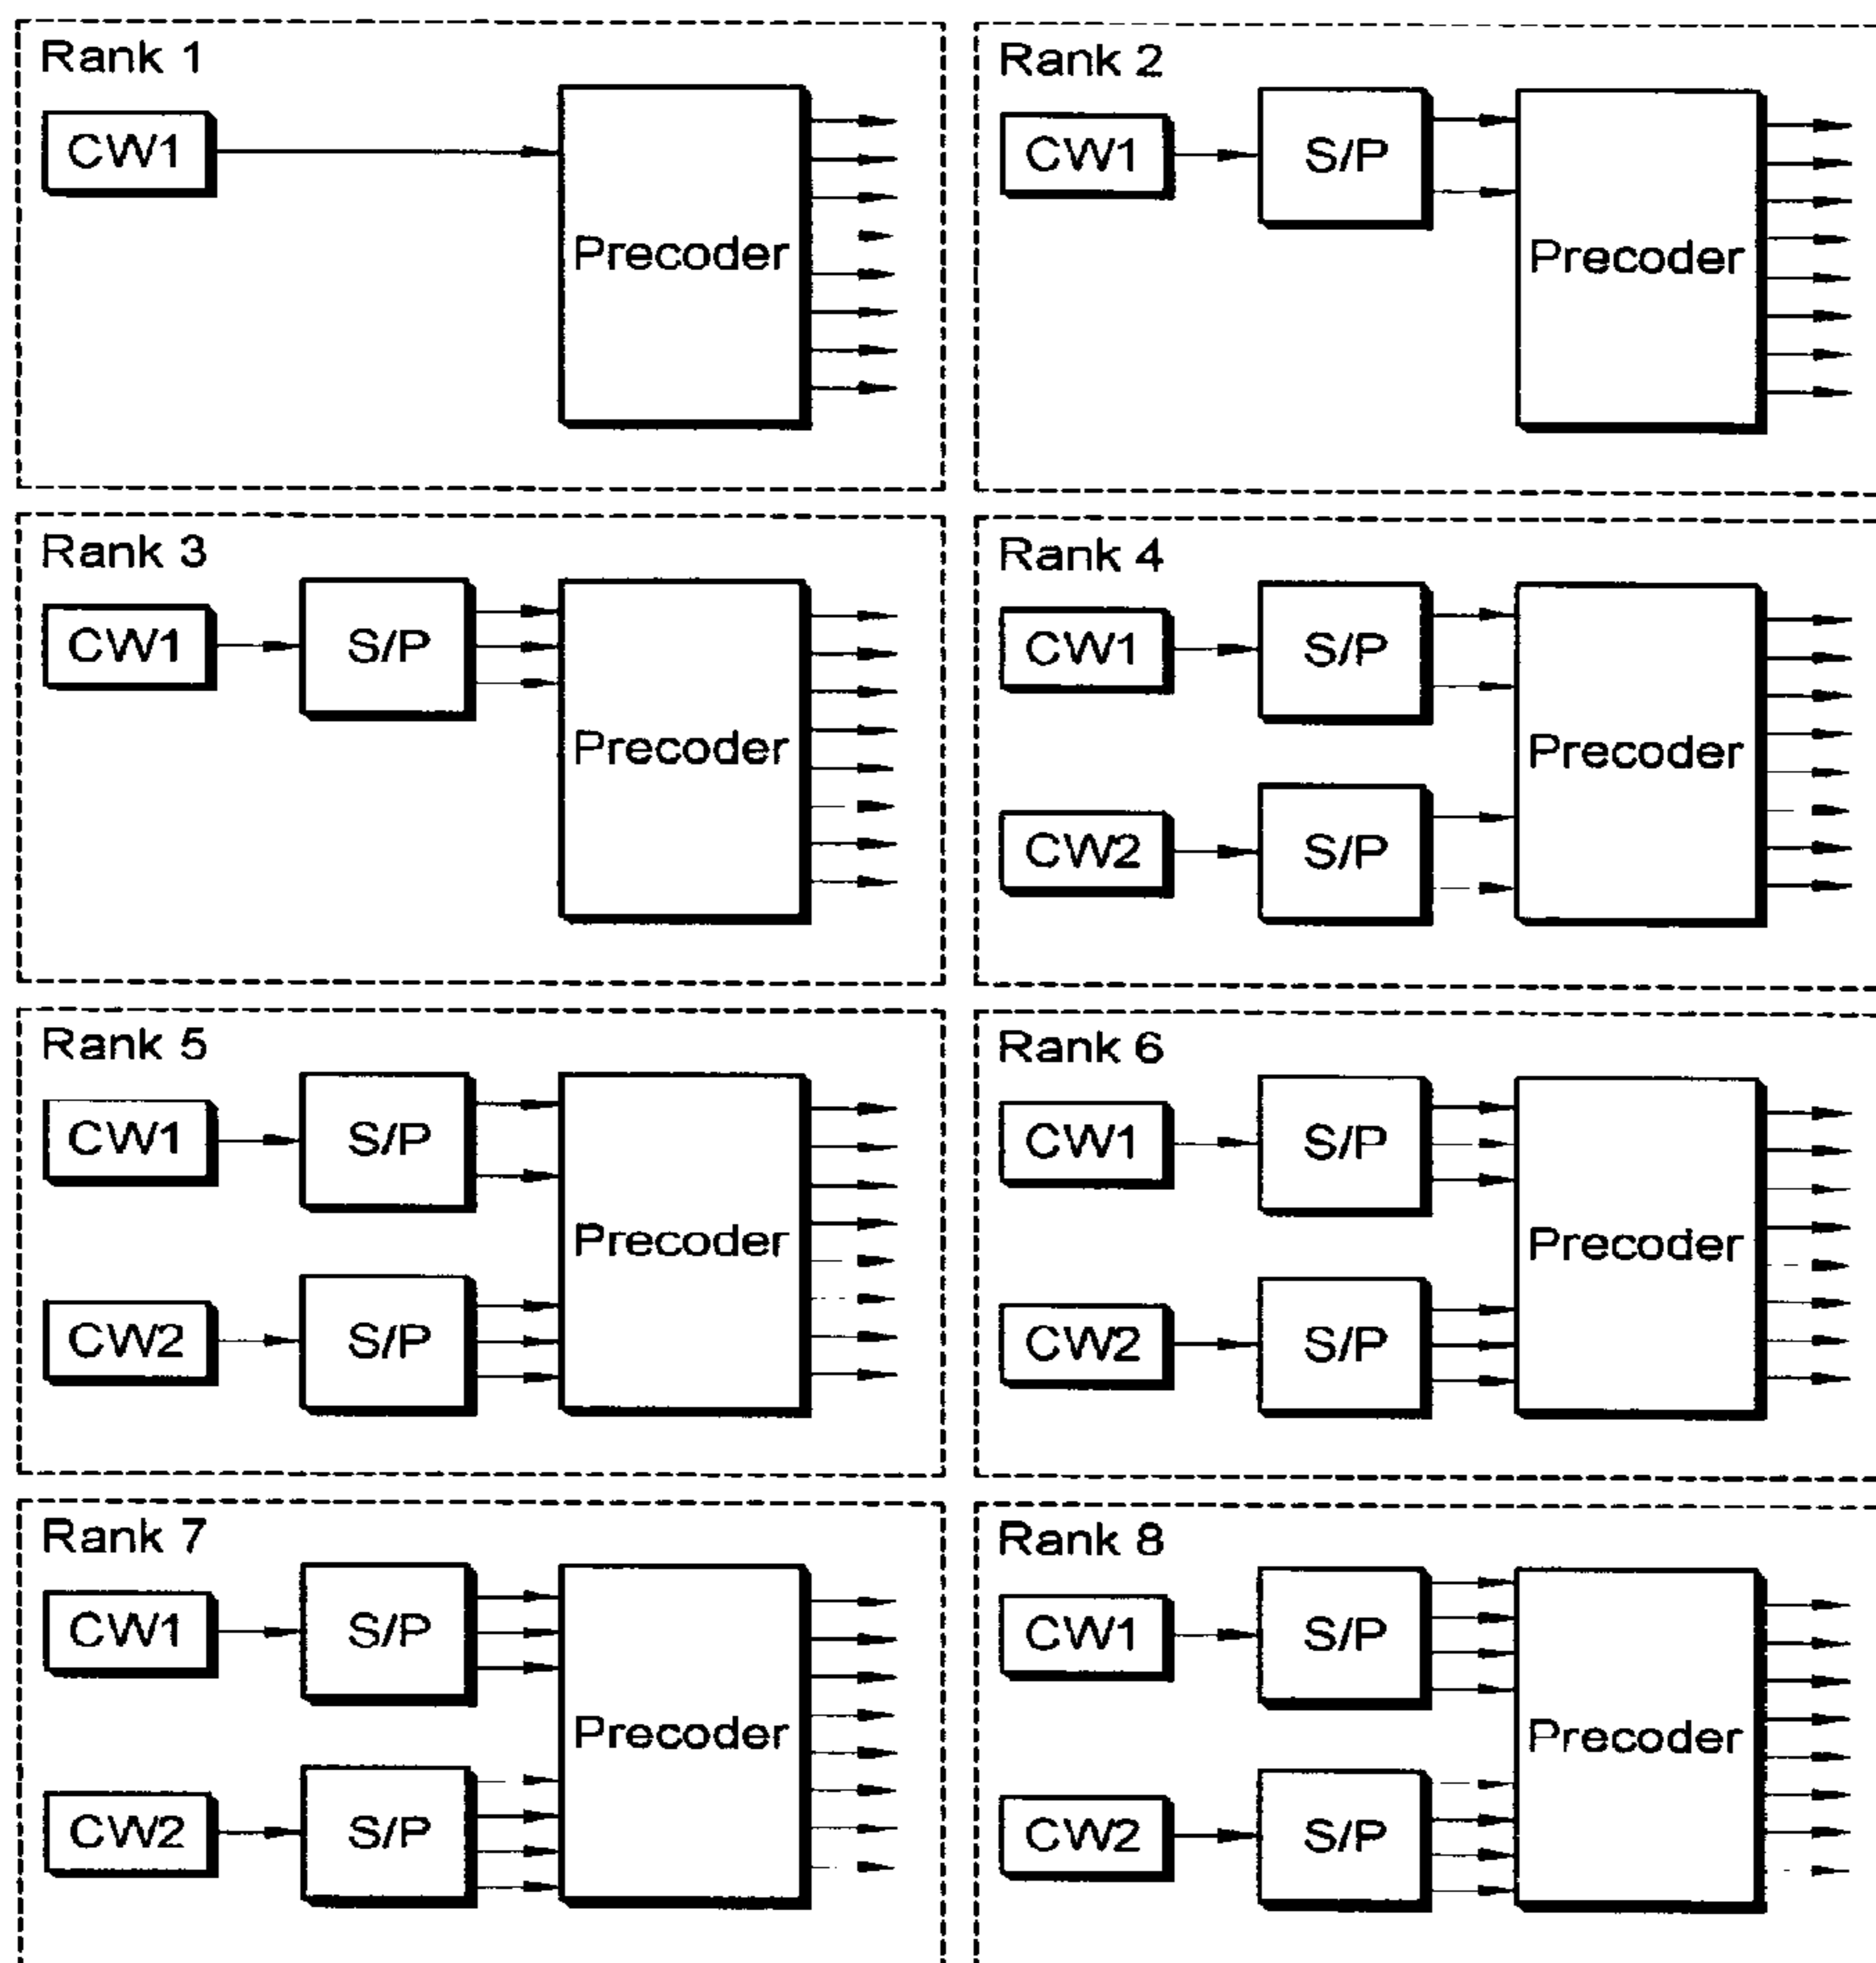 Rank 1
CW1
Precoder
Rank 2
CW1
S/P
Precoder
Rank 3
CW1
S/P
Precoder
Rank 4
CW1
S/P
Precoder
CW2
S/P
Rank 5
CW1
S/P
Precoder
CW2
S/P
Rank 6
CW1
S/P
Precoder
CW2
S/P
Rank 7
CW1
S/P
Precoder
CW2
S/P
Rank 8
CW1
S/P
Precoder
CW2
S/P